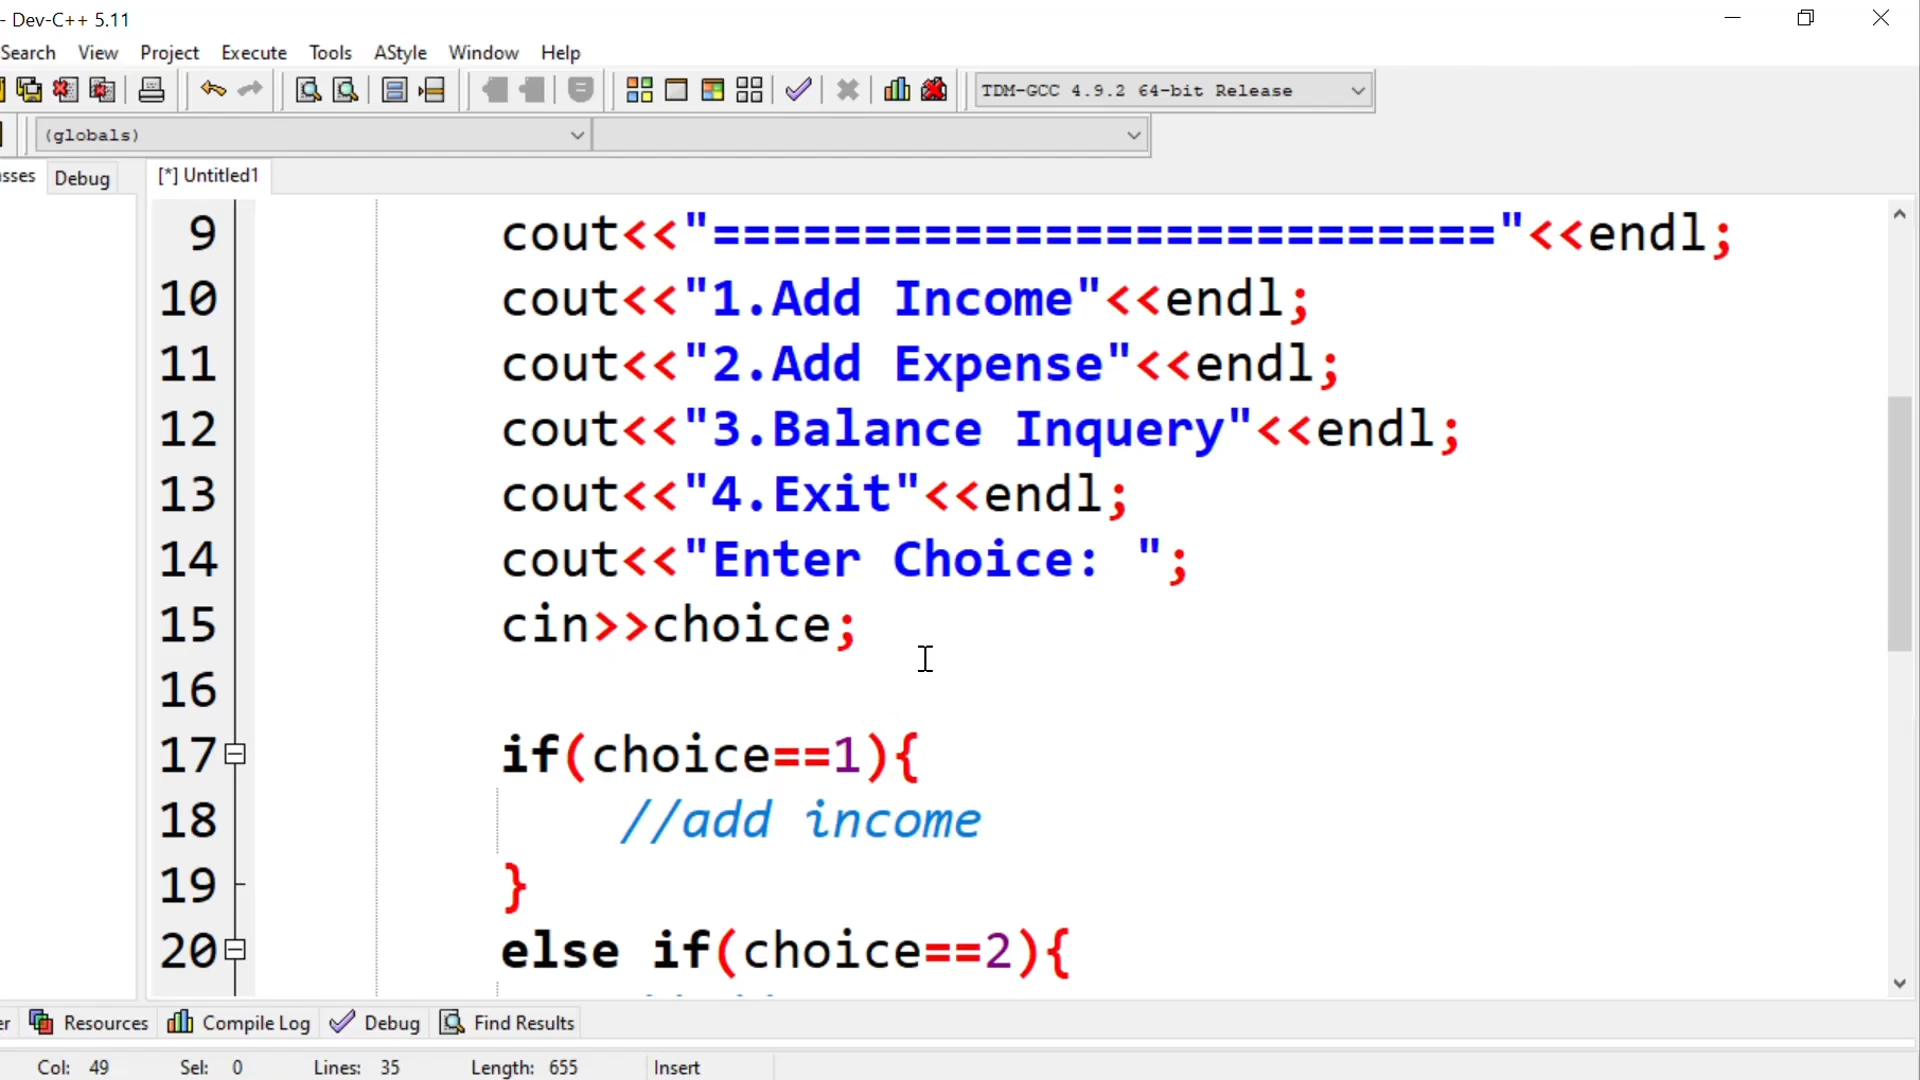 - Dev-C++ 5.11
Search View Project Execute Tools AStyle Window Help
TDM-GCC 4.9.2 64-bit Release
(globals)
sses Debug [*] Untitled1
9 cout<<"=========================="<<endl;
10 cout<<"1.Add Income"<<endl;
11 cout<<"2.Add Expense"<<endl;
12 cout<<"3.Balance Inquery"<<endl;
13 cout<<"4.Exit"<<endl;
14 cout<<"Enter Choice: ";
15 cin>>choice;
16
17 if(choice==1){
18 //add income
19 }
20 else if(choice==2){
er Resources Compile Log Debug Find Results
Col: 49 Sel: 0 Lines: 35 Length: 655 Insert